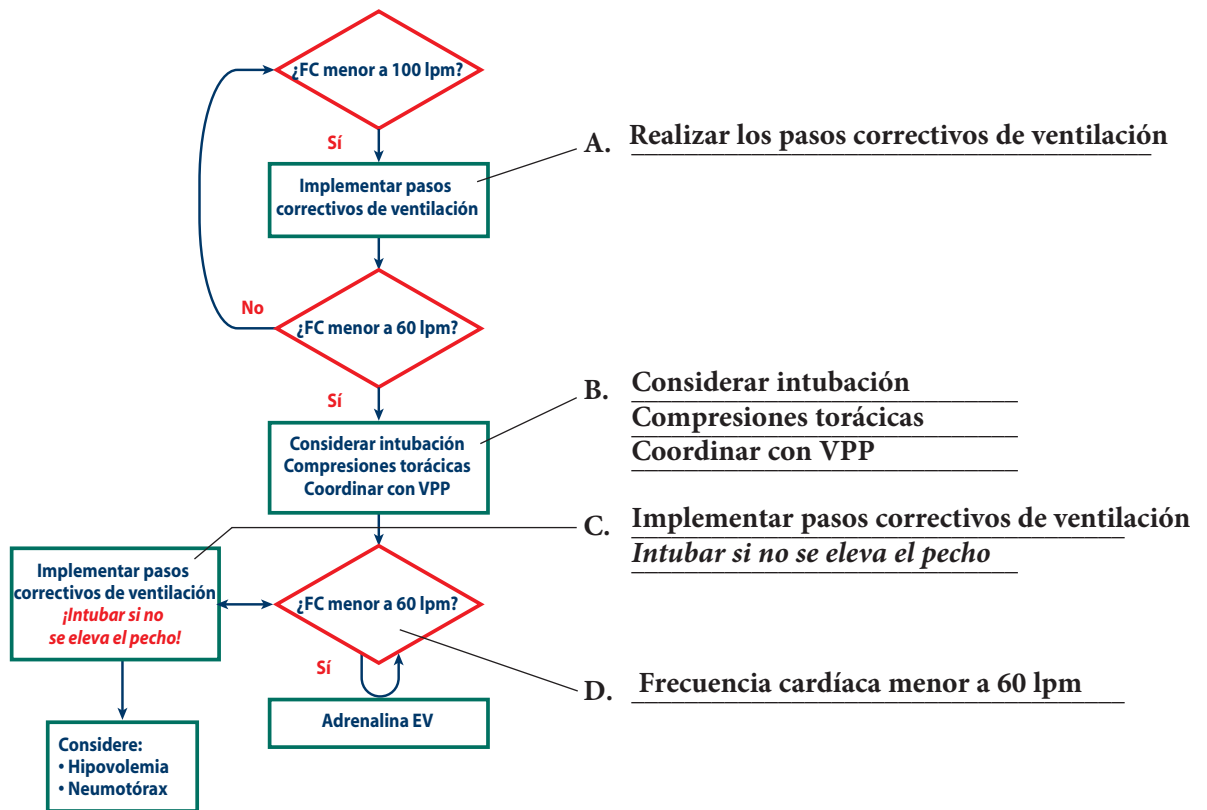 ¿FC menor a 100 lpm?
Sí
A. Realizar los pasos correctivos de ventilación
Implementar pasos
correctivos de ventilación
No
¿FC menor a 60 lpm?
Sí
B. Considerar intubación
Compresiones torácicas
Coordinar con VPP
Considerar intubación
Compresiones torácicas
Coordinar con VPP
C. Implementar pasos correctivos de ventilación
Intubar si no se eleva el pecho
Implementar pasos
correctivos de ventilación
¡Intubar si no
se eleva el pecho!
¿FC menor a 60 lpm?
Sí
D. Frecuencia cardíaca menor a 60 lpm
Adrenalina EV
Considere:
• Hipovolemia
• Neumotórax